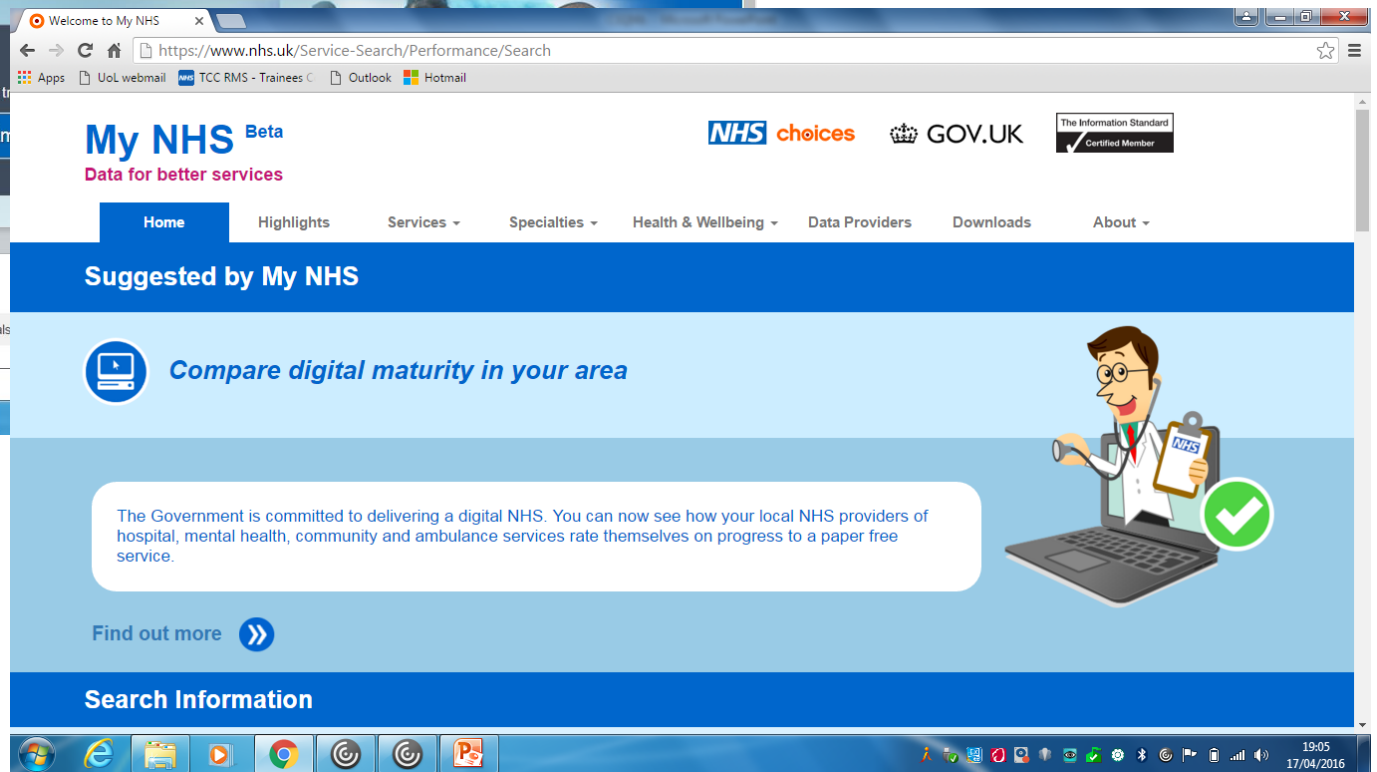 Welcome to My NHS
https://www.nhs.uk/Service-Search/Performance/Search
Apps UoL webmail NHS TCC RMS - Trainees C Outlook Hotmail
My NHS Beta
Data for better services
NHS choices GOV.UK The Information Standard
Certified Member
Home Highlights Services Specialties Health & Wellbeing Data Providers Downloads About
Suggested by My NHS
Compare digital maturity in your area
NHS
The Government is committed to delivering a digital NHS. You can now see how your local NHS providers of
hospital, mental health, community and ambulance services rate themselves on progress to a paper free
service.
Find out more
Search Information
19:05
17/04/2016